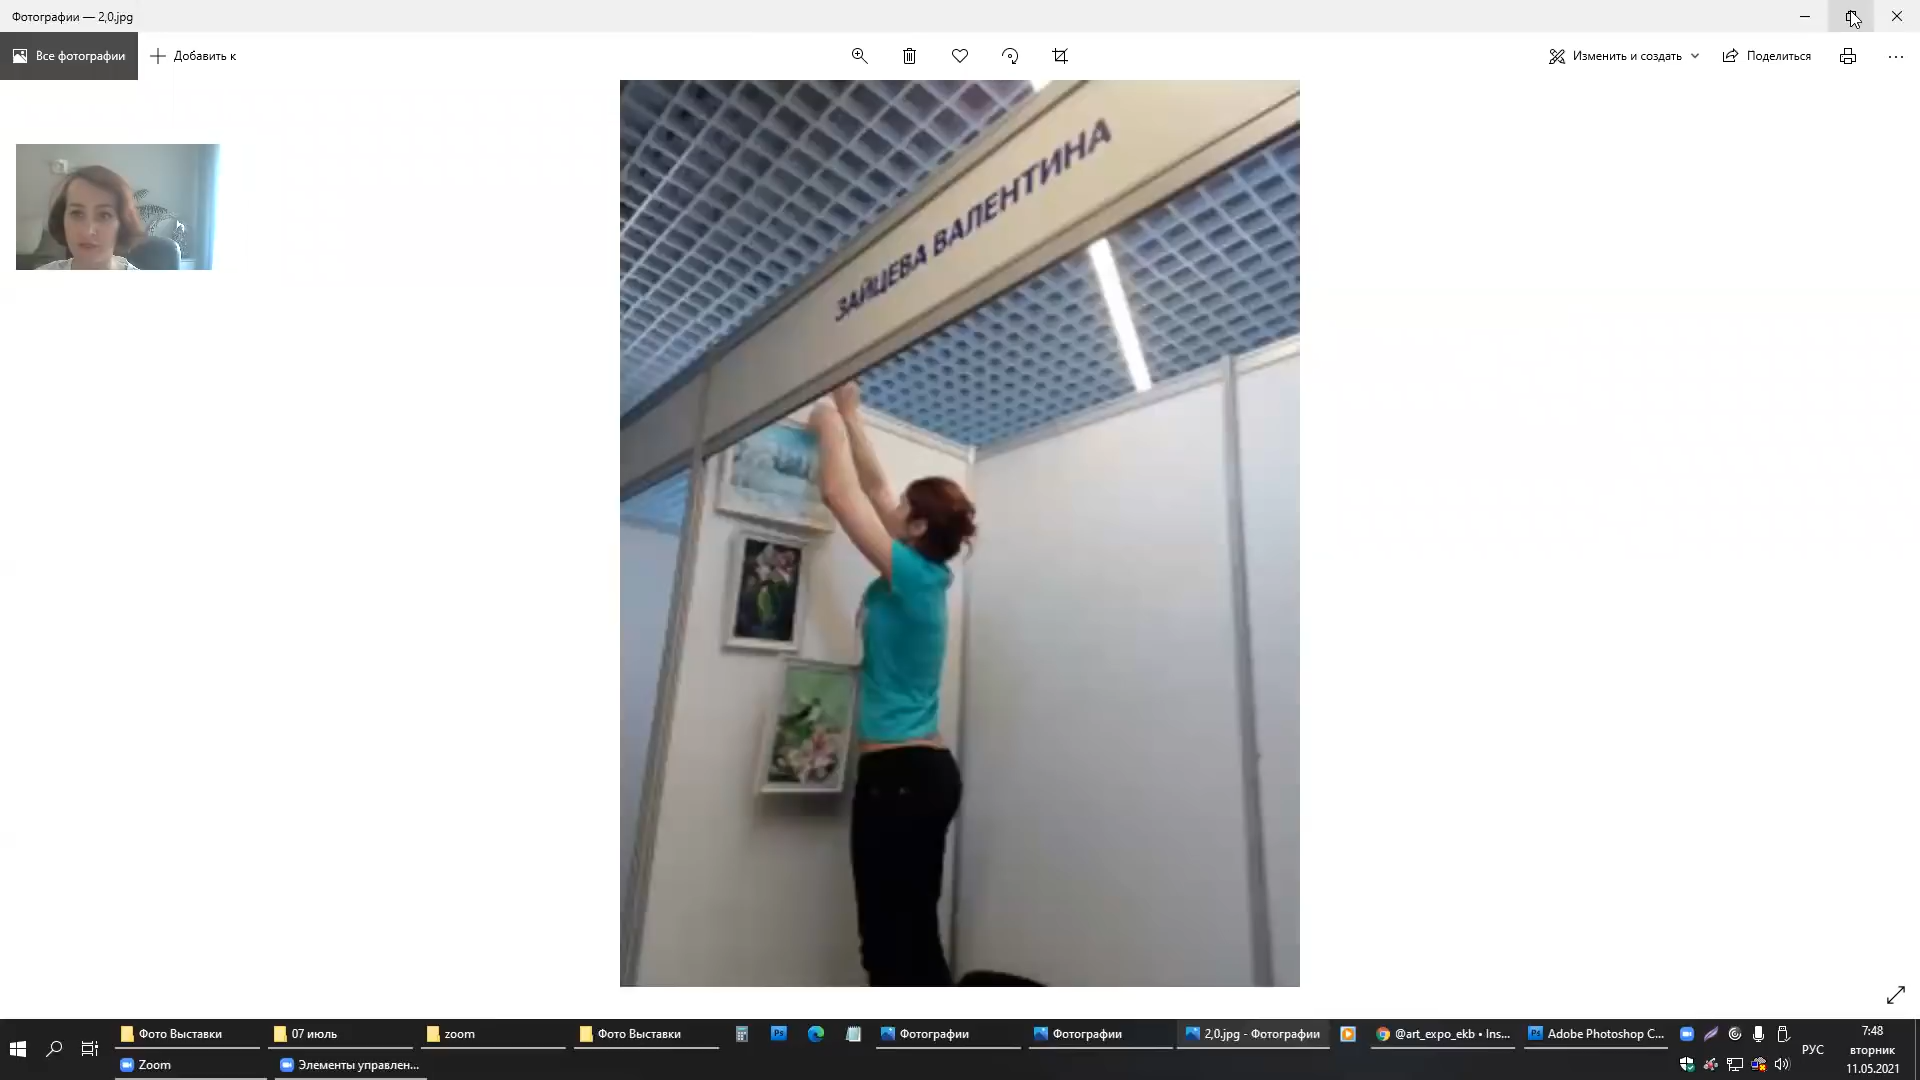 Фотографии — 2,0.jpg
Все фотографии
Добавить к
Изменить и создать
Поделиться
ЗАЙЦЕВА ВАЛЕНТИНА
Фото Выставки
07 июль
zoom
Фото Выставки
Ps
Фотографии
Фотографии
2,0.jpg - Фотографии
@art_expo_ekb • Ins...
Ps
Adobe Photoshop C...
Zoom
Элементы управлен...
РУС
7:48
вторник
11.05.2021